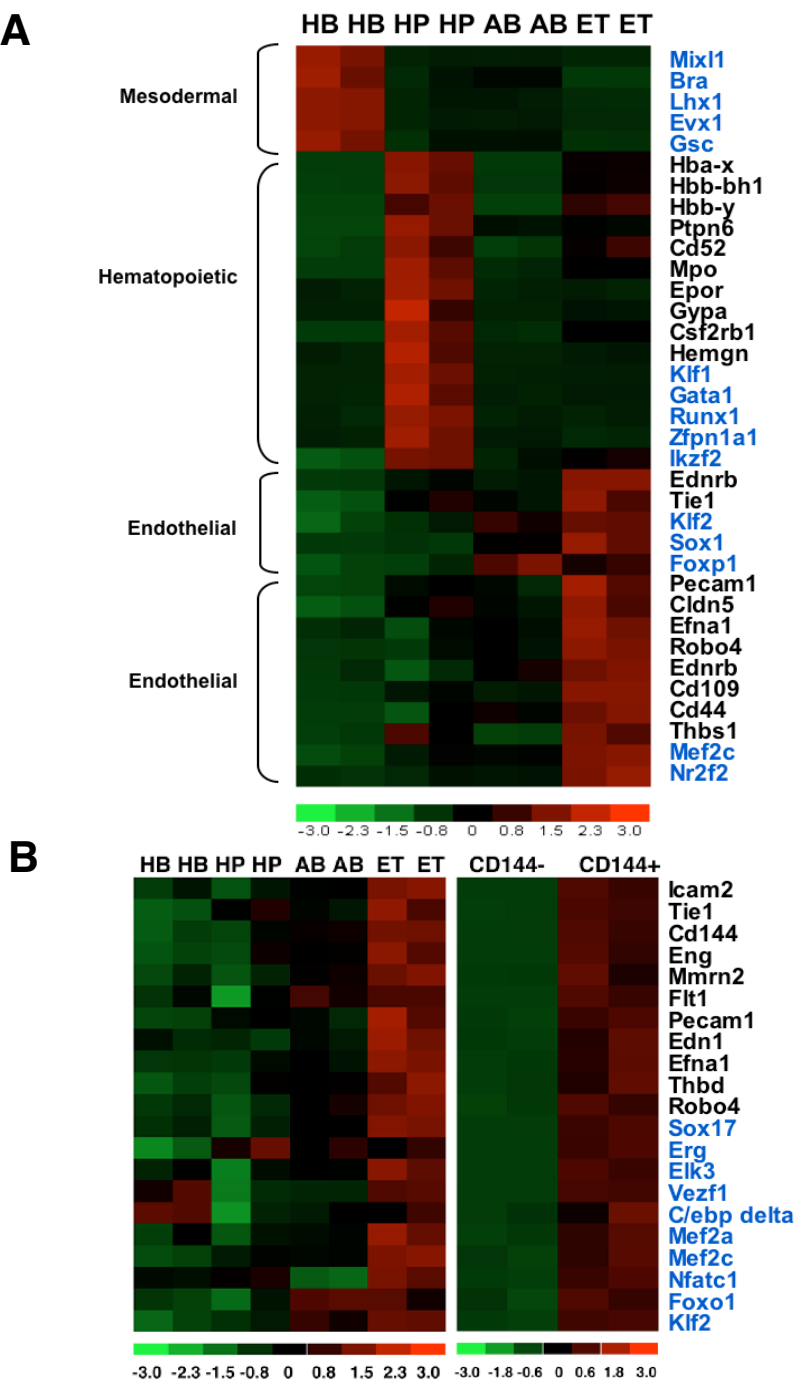 A
HB HB HP HP AB AB ET ET
Mesodermal
Hematopoietic
Endothelial
Endothelial
Mixl1
Bra
Lhx1
Evx1
Gsc
Hba-x
Hbb-bh1
Hbb-y
Ptpn6
Cd52
Mpo
Epor
Gypa
Csf2rb1
Hemgn
Klf1
Gata1
Runx1
Zfpn1a1
Ikzf2
Ednrb
Tie1
Klf2
Sox1
Foxp1
Pecam1
Cldn5
Efna1
Robo4
Ednrb
Cd109
Cd44
Thbs1
Mef2c
Nr2f2
-3.0 -2.3 -1.5 -0.8 0 0.8 1.5 2.3 3.0
B
HB HB HP HP AB AB ET ET CD144- CD144+
Icam2
Tie1
Cd144
Eng
Mmrn2
Flt1
Pecam1
Edn1
Efna1
Thbd
Robo4
Sox17
Erg
Elk3
Vezf1
C/ebp delta
Mef2a
Mef2c
Nfatc1
Foxo1
Klf2
-3.0 -2.3 -1.5 -0.8 0 0.8 1.5 2.3 3.0 -3.0 -1.8 -0.6 0 0.6 1.8 3.0